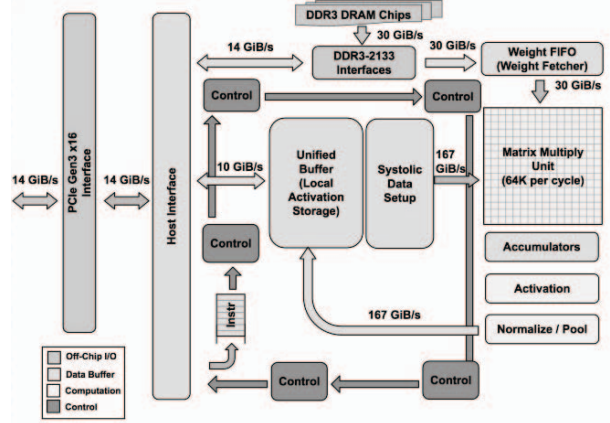 DDR3 DRAM Chips
30 GiB/s
14 GiB/s
DDR3-2133
Interfaces
30 GiB/s
Weight FIFO
(Weight Fetcher)
30 GiB/s
Control
Control
14 GiB/s
PCIe Gen3 x16
Interface
14 GiB/s
Host Interface
10 GiB/s
Unified
Buffer
(Local
Activation
Storage)
Systolic
Data
Setup
167
GiB/s
Matrix Multiply
Unit
(64K per cycle)
Control
Accumulators
Activation
Instr
167 GiB/s
Normalize / Pool
Off-Chip I/O
Data Buffer
Computation
Control
Control
Control